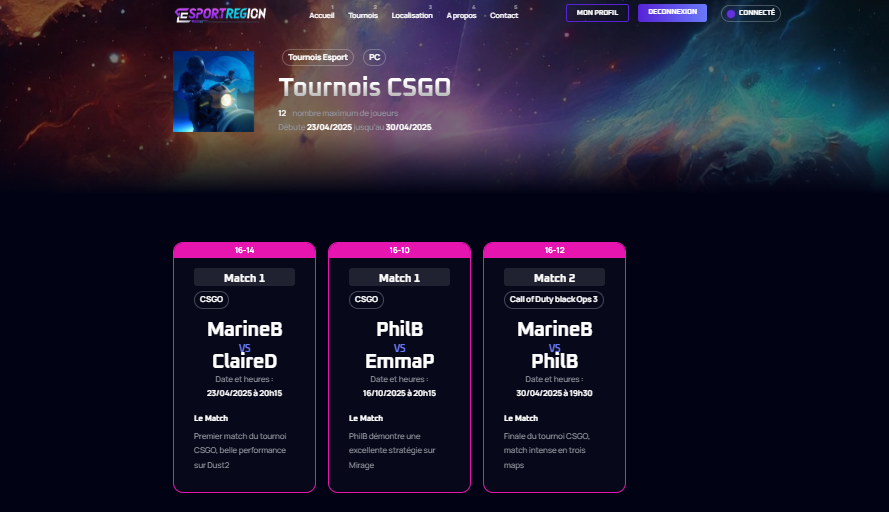 ESPORTREGION
Accueil
Tournois
3
Localisation
4
A propos
5
Contact
MON PROFIL
DECONNEXION
CONNECTÉ
Tournois Esport
PC
Tournois CSGO
12 nombre maximum de joueurs
Débute 23/04/2025 jusqu'au 30/04/2025
16-14
Match 1
CSGO
MarineB
VS
ClaireD
Date et heures :
23/04/2025 à 20h15
Le Match
Premier match du tournoi
CSGO, belle performance
sur Dust2
16-10
Match 1
CSGO
PhilB
VS
EmmaP
Date et heures :
16/10/2025 à 20h15
Le Match
PhilB démontre une
excellente stratégie sur
Mirage
16-12
Match 2
Call of Duty black Ops 3
MarineB
VS
PhilB
Date et heures :
30/04/2025 à 19h30
Le Match
Finale du tournoi CSGO,
match intense en trois
maps